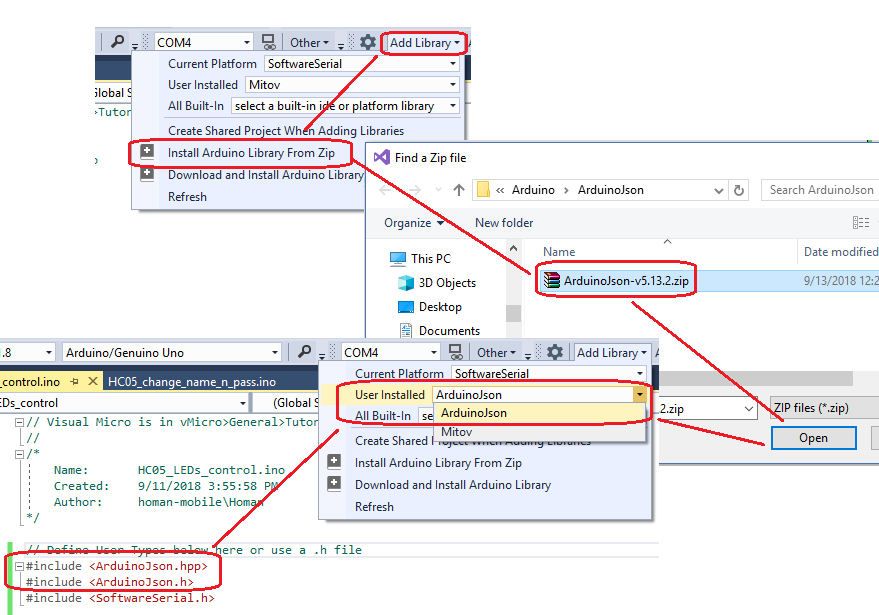 COM4 Other Add Library
Current Platform SoftwareSerial
User Installed Mitov
All Built-In select a built-in ide or platform library
Create Shared Project When Adding Libraries
Install Arduino Library From Zip
Download and Install Arduino Library
Refresh
Global S
>Tutor
Find a Zip file
« Arduino › ArduinoJson
Search ArduinoJson
Organize New folder
This PC
3D Objects
Desktop
Documents
Name Date modified
ArduinoJson-v5.13.2.zip 9/13/2018 12:2
.2.zip ZIP files (*.zip)
Open
1.8 Arduino/Genuino Uno COM4 Other Add Library
_control.ino HC05_change_name_n_pass.ino
EDs_control (Global S
Current Platform SoftwareSerial
User Installed ArduinoJson
ArduinoJson
Mitov
All Built-In se
Create Shared Project When Adding Libraries
Install Arduino Library From Zip
Download and Install Arduino Library
Refresh
// Visual Micro is in vMicro>General>Tutor
//
/*
Name: HC05_LEDs_control.ino
Created: 9/11/2018 3:55:58 PM
Author: homan-mobile\Homan
*/
// Define User Types below here or use a .h file
#include <ArduinoJson.hpp>
#include <ArduinoJson.h>
#include <SoftwareSerial.h>